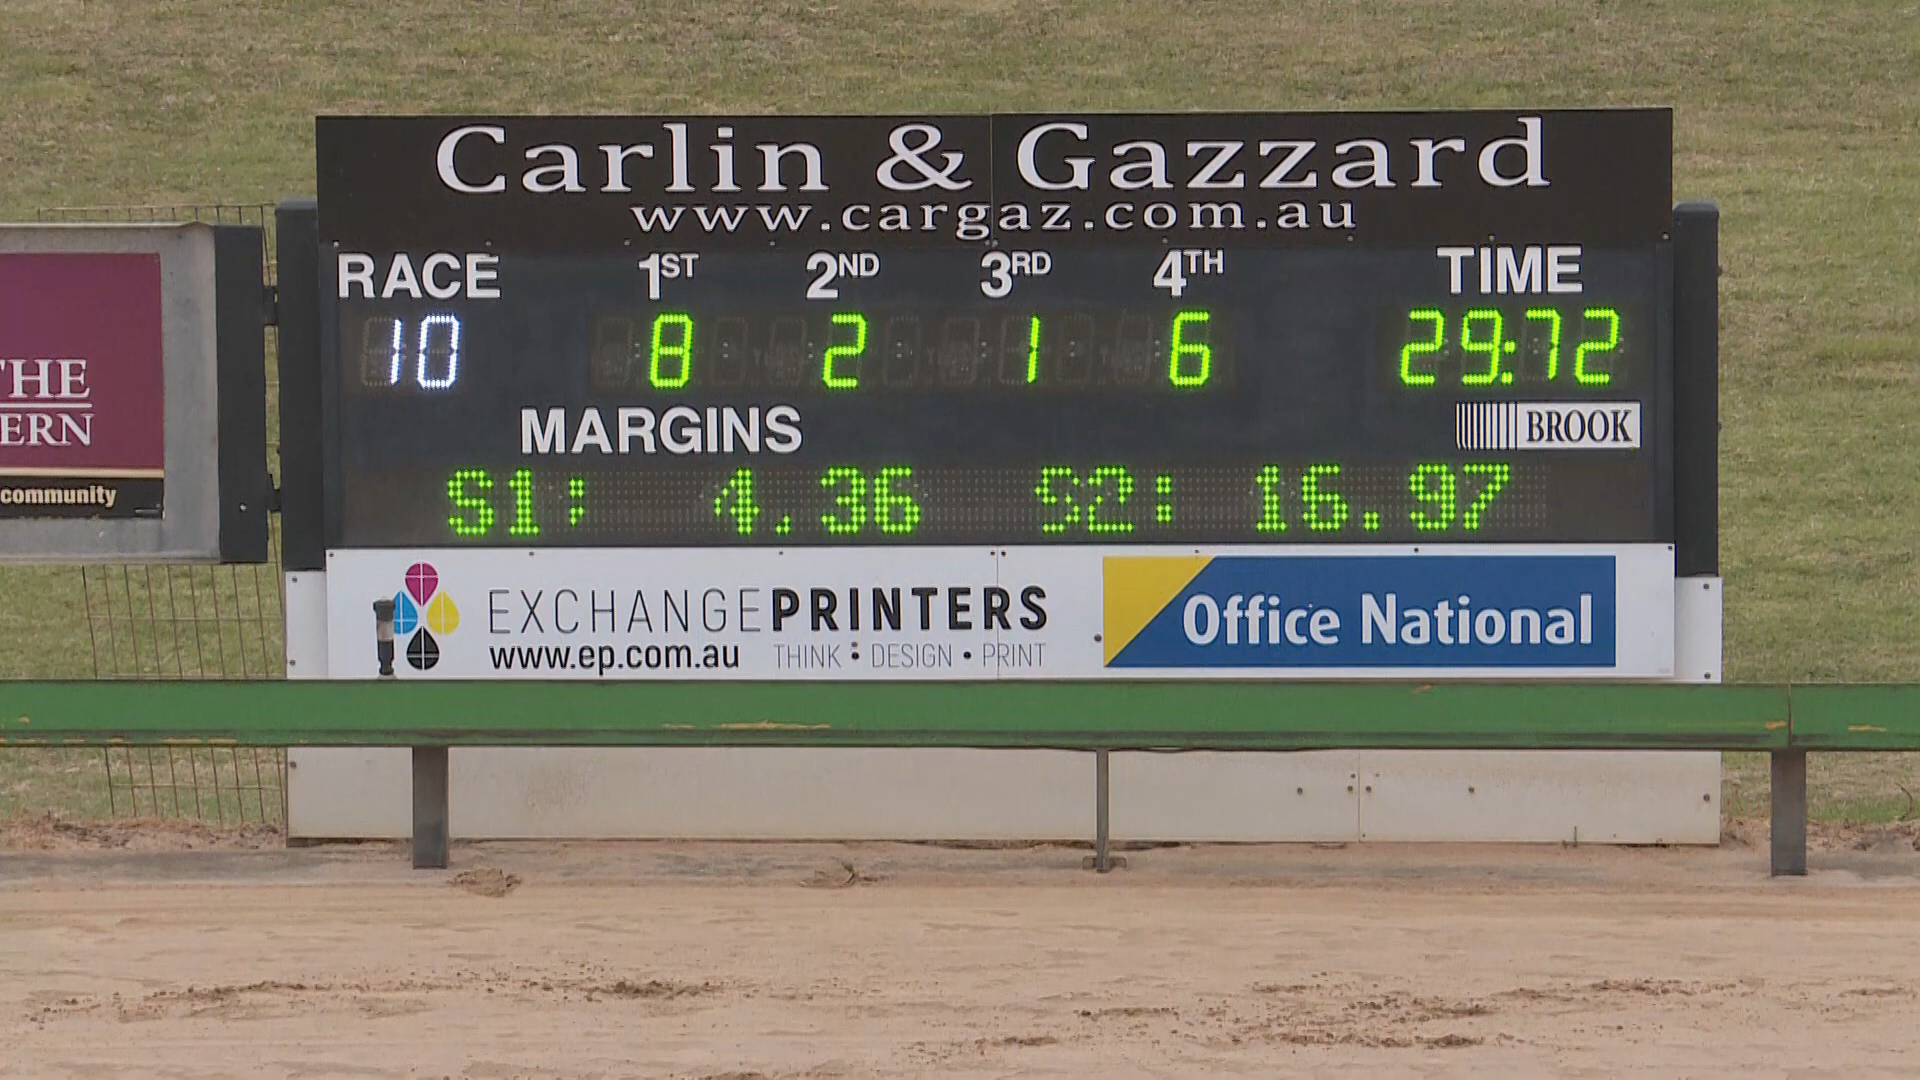 Carlin & Gazzard
www.cargaz.com.au
RACE 1ST 2ND 3RD 4TH TIME
10 8 2 1 6 29:72
MARGINS
BROOK
S1: 4.36 S2: 16.97
THE
ERN
community
EXCHANGEPRINTERS
www.ep.com.au THINK • DESIGN • PRINT
Office National